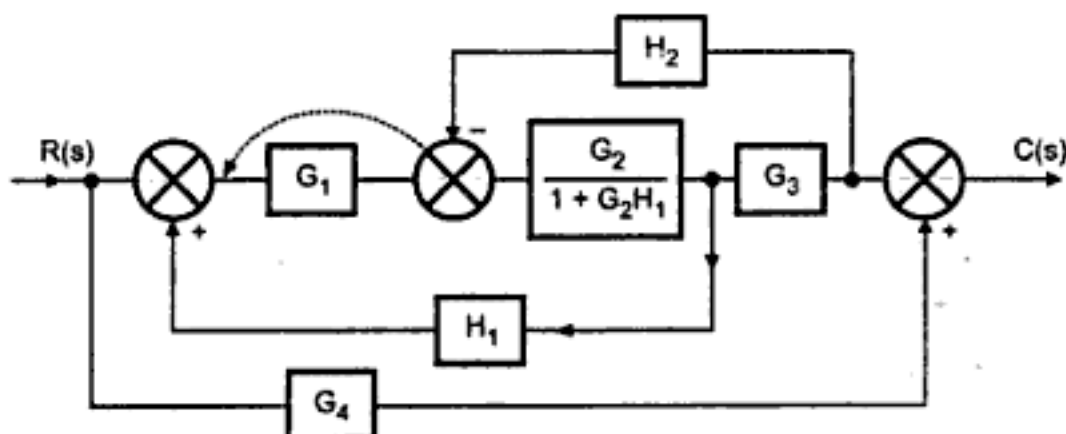 H₂
−
R(s)
G₁
G₂
1 + G₂H₁
G₃
C(s)
+
+
H₁
G₄